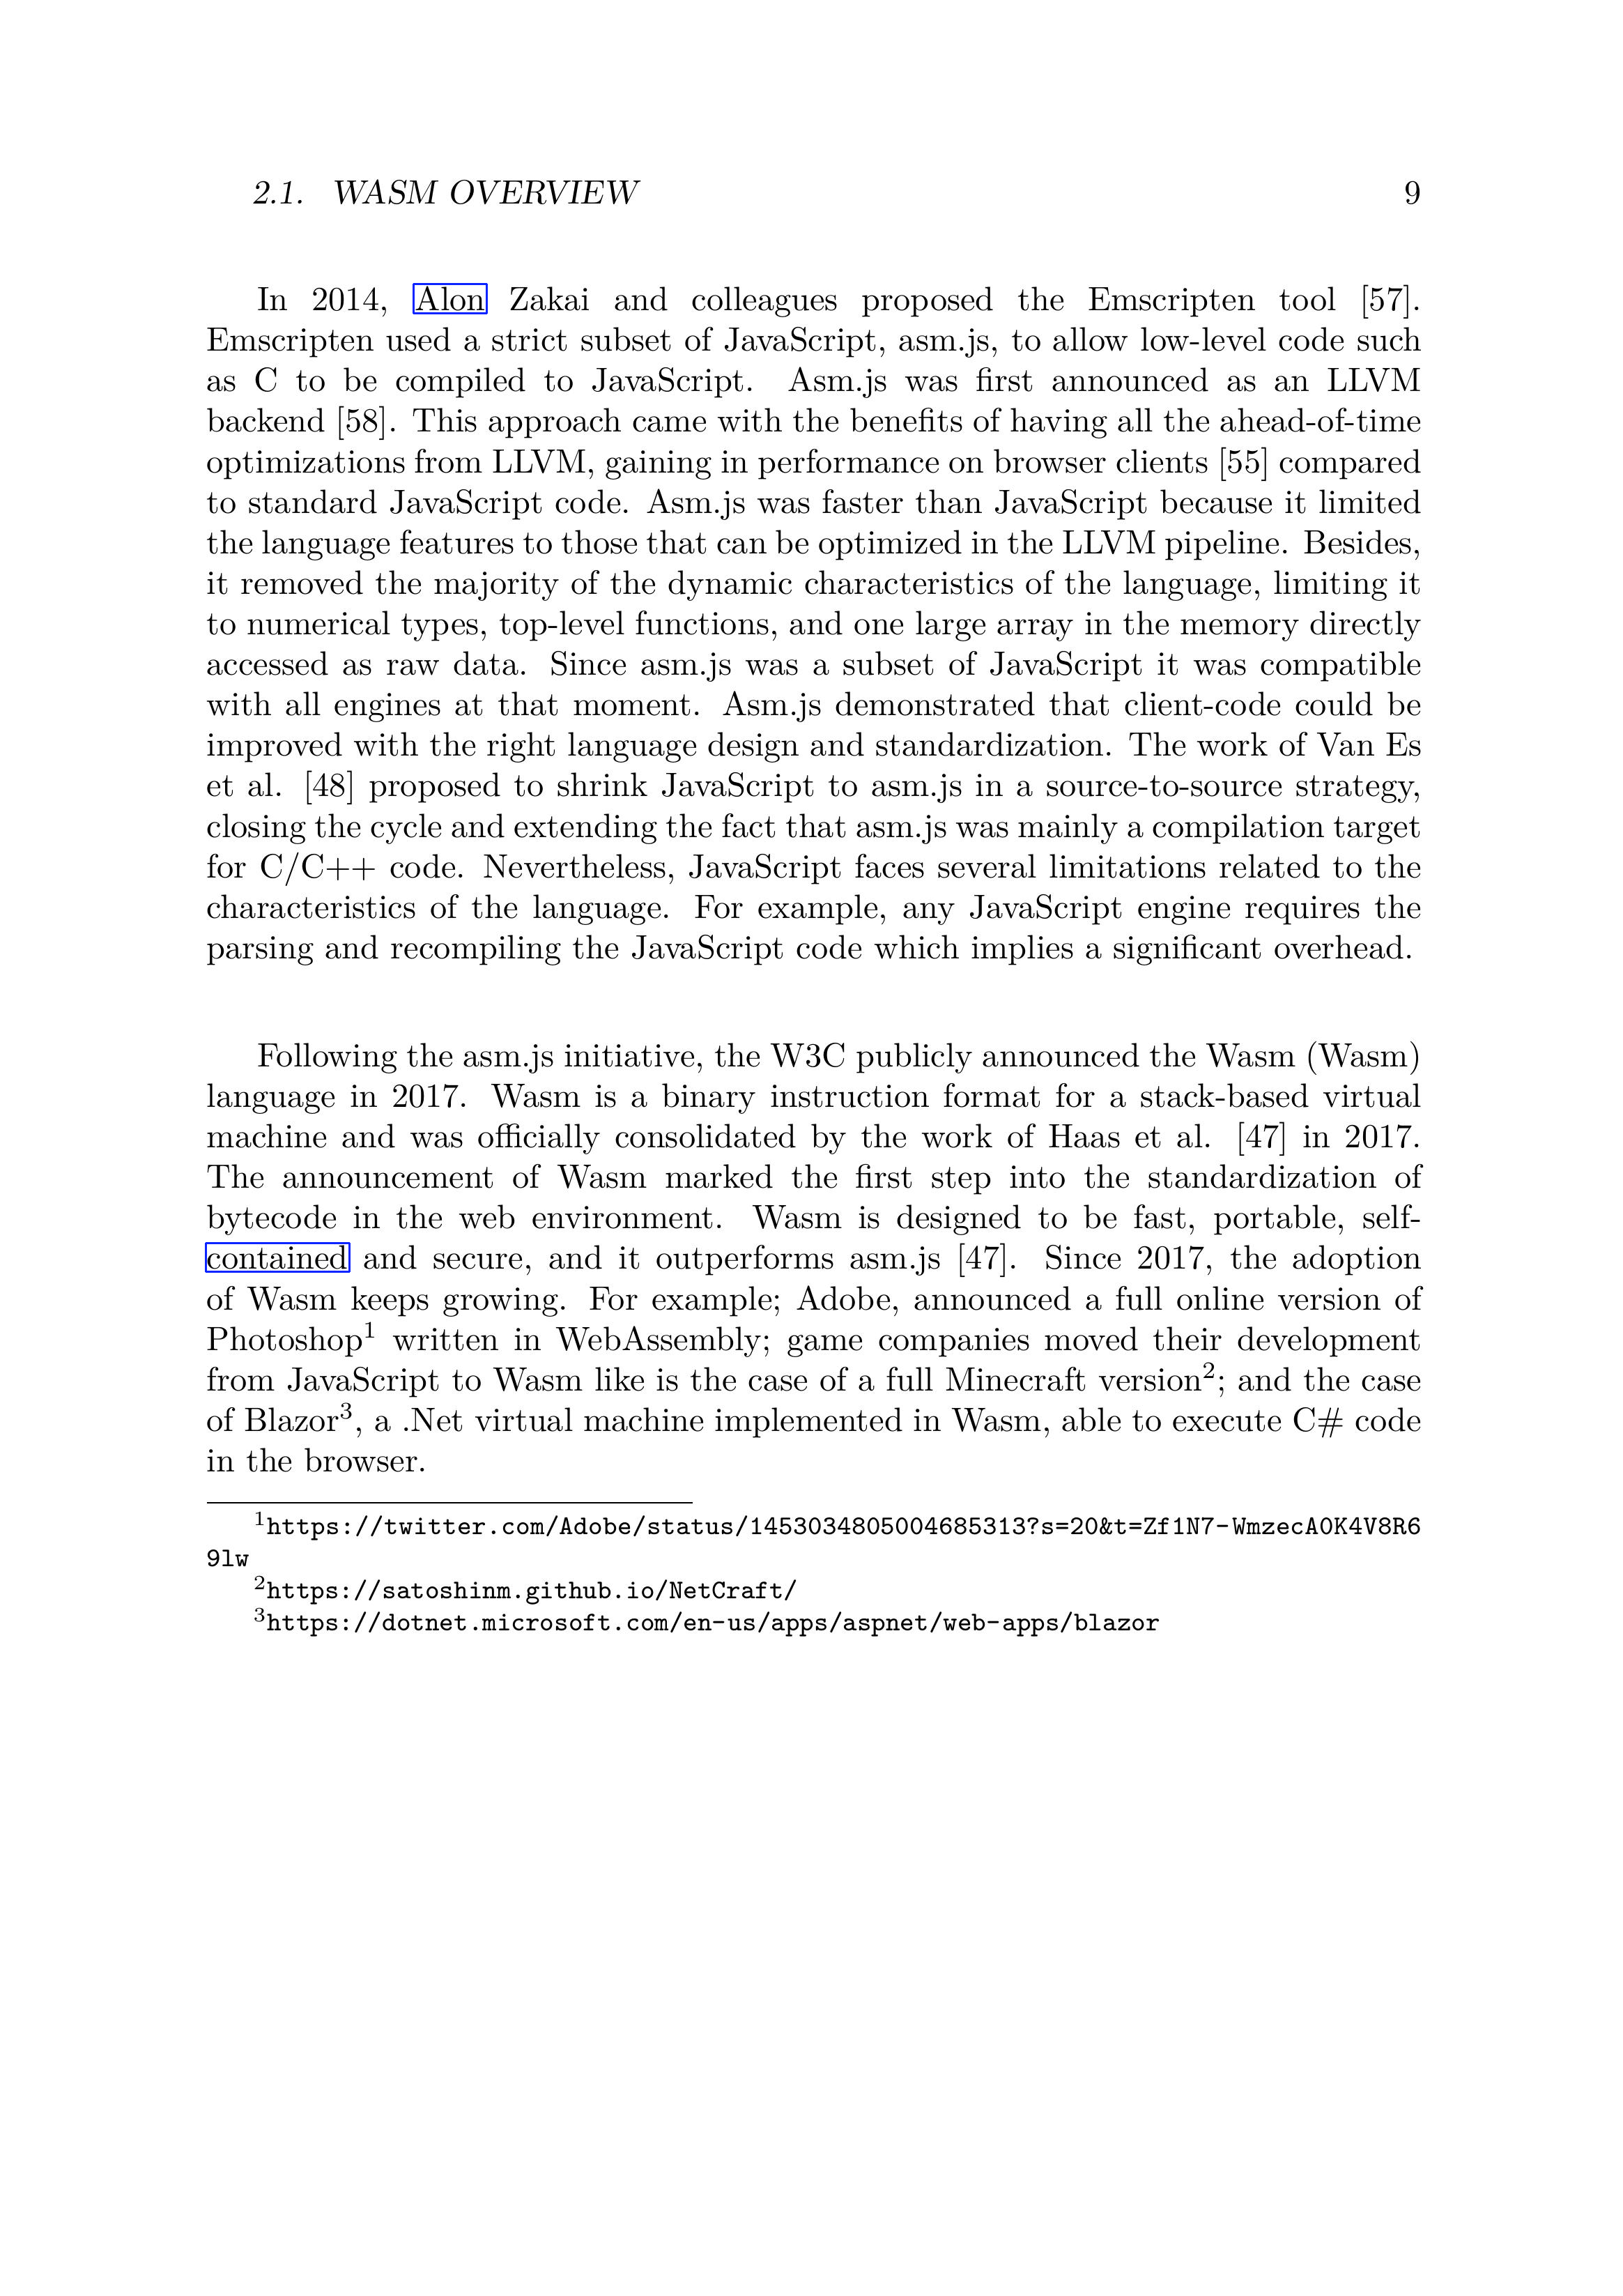 2.1. WASM OVERVIEW 9
In 2014, Alon Zakai and colleagues proposed the Emscripten tool [57].
Emscripten used a strict subset of JavaScript, asm.js, to allow low-level code such
as C to be compiled to JavaScript. Asm.js was first announced as an LLVM
backend [58]. This approach came with the benefits of having all the ahead-of-time
optimizations from LLVM, gaining in performance on browser clients [55] compared
to standard JavaScript code. Asm.js was faster than JavaScript because it limited
the language features to those that can be optimized in the LLVM pipeline. Besides,
it removed the majority of the dynamic characteristics of the language, limiting it
to numerical types, top-level functions, and one large array in the memory directly
accessed as raw data. Since asm.js was a subset of JavaScript it was compatible
with all engines at that moment. Asm.js demonstrated that client-code could be
improved with the right language design and standardization. The work of Van Es
et al. [48] proposed to shrink JavaScript to asm.js in a source-to-source strategy,
closing the cycle and extending the fact that asm.js was mainly a compilation target
for C/C++ code. Nevertheless, JavaScript faces several limitations related to the
characteristics of the language. For example, any JavaScript engine requires the
parsing and recompiling the JavaScript code which implies a significant overhead.
Following the asm.js initiative, the W3C publicly announced the Wasm (Wasm)
language in 2017. Wasm is a binary instruction format for a stack-based virtual
machine and was officially consolidated by the work of Haas et al. [47] in 2017.
The announcement of Wasm marked the first step into the standardization of
bytecode in the web environment. Wasm is designed to be fast, portable, self-
contained and secure, and it outperforms asm.js [47]. Since 2017, the adoption
of Wasm keeps growing. For example; Adobe, announced a full online version of
Photoshop1 written in WebAssembly; game companies moved their development
from JavaScript to Wasm like is the case of a full Minecraft version2; and the case
of Blazor3, a .Net virtual machine implemented in Wasm, able to execute C# code
in the browser.
1https://twitter.com/Adobe/status/1453034805004685313?s=20&t=Zf1N7-WmzecA0K4V8R6
9lw
2https://satoshinm.github.io/NetCraft/
3https://dotnet.microsoft.com/en-us/apps/aspnet/web-apps/blazor